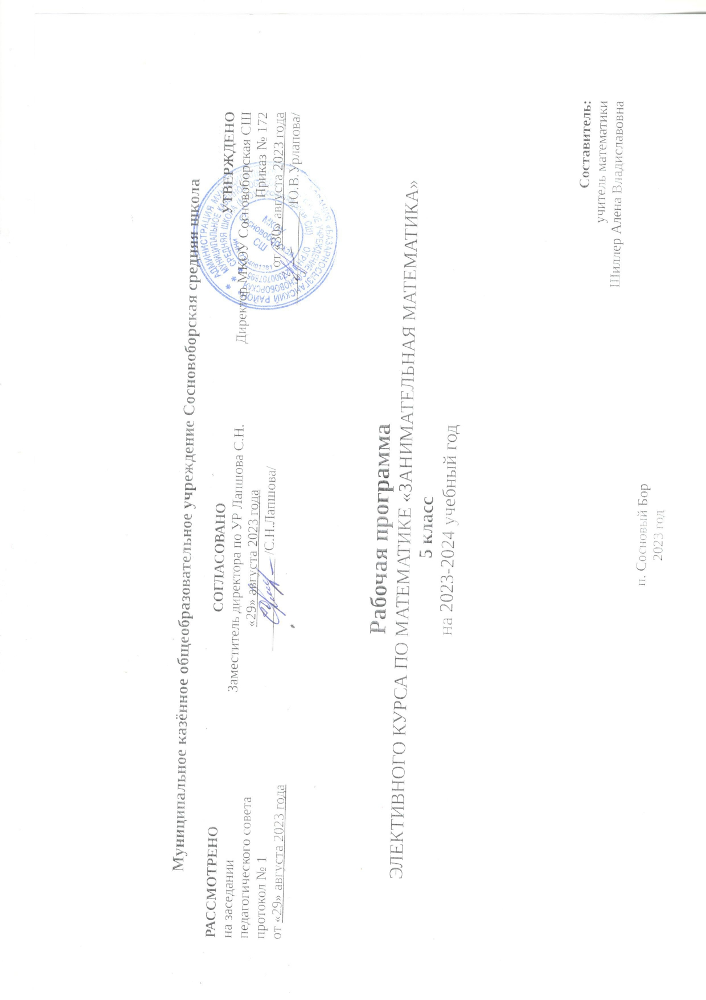 Муниципальное казённое общеобразовательное учреждение Сосновоборская средняя школа
РАССМОТРЕНО
на заседании
педагогического совета
протокол № 1
от «29» августа 2023 года
СОГЛАСОВАНО
Заместитель директора по УР Лапшова С.Н.
«29» августа 2023 года
/С.Н.Лапшова/
УТВЕРЖДЕНО
Директор МКОУ Сосновоборская СШ
Приказ № 172
от «30» августа 2023 года
/Ю.В.Урлапова/
МКОУ
Сосновоборская
СШ
Рабочая программа
ЭЛЕКТИВНОГО КУРСА ПО МАТЕМАТИКЕ «ЗАНИМАТЕЛЬНАЯ МАТЕМАТИКА»
5 класс
на 2023-2024 учебный год
Составитель:
учитель математики
Шиллер Алена Владиславовна
п. Сосновый Бор
2023 год